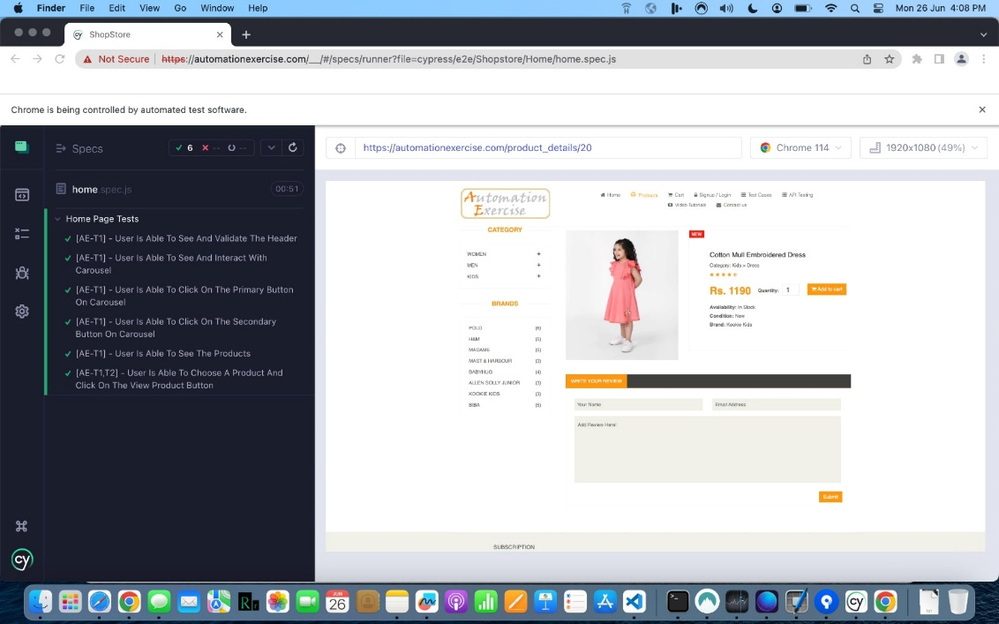 Finder File Edit View Go Window Help Mon 26 Jun 4:08 PM
ShopStore
Not Secure https://automationexercise.com/__/#/specs/runner?file=cypress/e2e/Shopstore/Home/home.spec.js
Chrome is being controlled by automated test software.
Specs 6 -- --
home.spec.js 00:51
Home Page Tests
[AE-T1] - User Is Able To See And Validate The Header
[AE-T1] - User Is Able To See And Interact With
Carousel
[AE-T1] - User Is Able To Click On The Primary Button
On Carousel
[AE-T1] - User Is Able To Click On The Secondary
Button On Carousel
[AE-T1] - User Is Able To See The Products
[AE-T1,T2] - User Is Able To Choose A Product And
Click On The View Product Button
cy
https://automationexercise.com/product_details/20 Chrome 114 1920x1080 (49%)
Automation
Exercise
Home Products Cart Signup / Login Test Cases API Testing
Video Tutorials Contact us
CATEGORY
WOMEN +
MEN +
KIDS +
BRANDS
POLO (6)
H&M (5)
MADAME (5)
MAST & HARBOUR (3)
BABYHUG (4)
ALLEN SOLLY JUNIOR (3)
KOOKIE KIDS (3)
BIBA (5)
NEW
Cotton Mull Embroidered Dress
Category: Kids > Dress
Rs. 1190 Quantity: 1 Add to cart
Availability: In Stock
Condition: New
Brand: Kookie Kids
WRITE YOUR REVIEW
Your Name Email Address
Add Review Here!
Submit
SUBSCRIPTION
JUN
26
cy